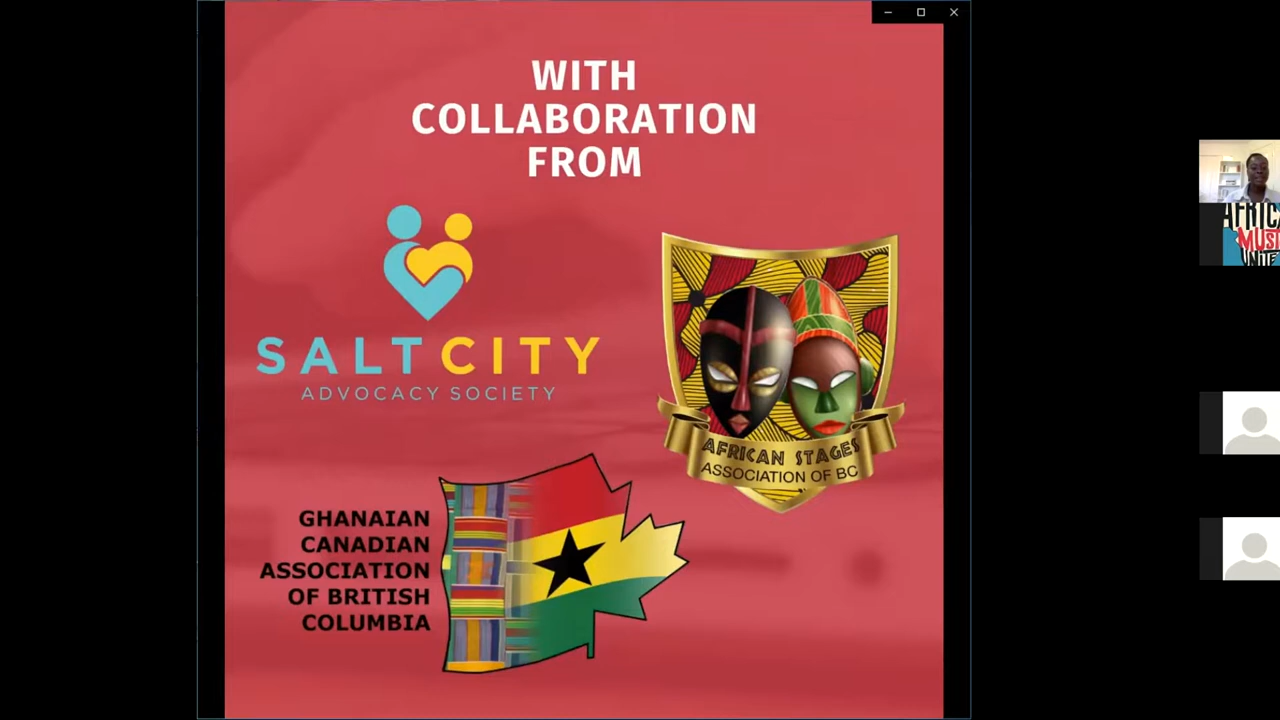 WITH
COLLABORATION
FROM
SALT CITY
ADVOCACY SOCIETY
AFRICAN STAGES
ASSOCIATION OF BC
GHANAIAN
CANADIAN
ASSOCIATION
OF BRITISH
COLUMBIA